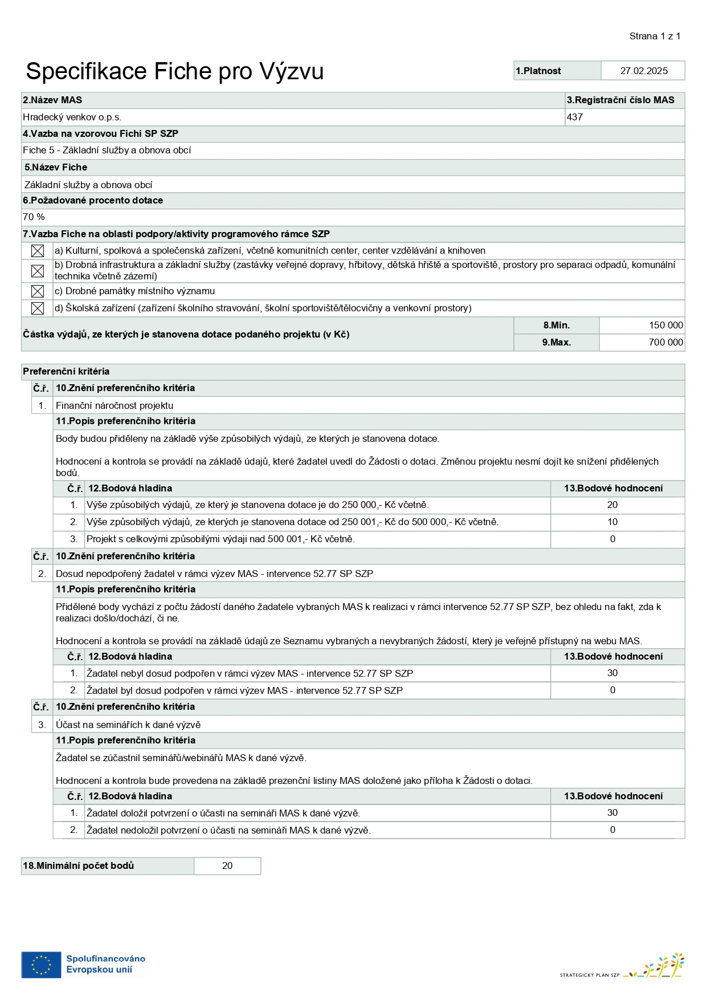 Strana 1 z 1
Specifikace Fiche pro Výzvu
1.Platnost 27.02.2025
2.Název MAS 3.Registrační číslo MAS
Hradecký venkov o.p.s. 437
4.Vazba na vzorovou Fichi SP SZP
Fiche 5 - Základní služby a obnova obcí
5.Název Fiche
Základní služby a obnova obcí
6.Požadované procento dotace
70 %
7.Vazba Fiche na oblasti podpory/aktivity programového rámce SZP
a) Kulturní, spolková a společenská zařízení, včetně komunitních center, center vzdělávání a knihoven
b) Drobná infrastruktura a základní služby (zastávky veřejné dopravy, hřbitovy, dětská hřiště a sportoviště, prostory pro separaci odpadů, komunální
technika včetně zázemí)
c) Drobné památky místního významu
d) Školská zařízení (zařízení školního stravování, školní sportoviště/tělocvičny a venkovní prostory)
Částka výdajů, ze kterých je stanovena dotace podaného projektu (v Kč)
8.Min. 150 000
9.Max. 700 000
Preferenční kritéria
Č.ř. 10.Znění preferenčního kritéria
1. Finanční náročnost projektu
11.Popis preferenčního kritéria
Body budou přiděleny na základě výše způsobilých výdajů, ze kterých je stanovena dotace.
Hodnocení a kontrola se provádí na základě údajů, které žadatel uvedl do Žádosti o dotaci. Změnou projektu nesmí dojít ke snížení přidělených
bodů.
Č.ř. 12.Bodová hladina 13.Bodové hodnocení
1. Výše způsobilých výdajů, ze který je stanovena dotace je do 250 000,- Kč včetně. 20
2. Výše způsobilých výdajů, ze kterých je stanovena dotace od 250 001,- Kč do 500 000,- Kč včetně. 10
3. Projekt s celkovými způsobilými výdaji nad 500 001,- Kč včetně. 0
Č.ř. 10.Znění preferenčního kritéria
2. Dosud nepodpořený žadatel v rámci výzev MAS - intervence 52.77 SP SZP
11.Popis preferenčního kritéria
Přidělené body vychází z počtu žádostí daného žadatele vybraných MAS k realizaci v rámci intervence 52.77 SP SZP, bez ohledu na fakt, zda k
realizaci došlo/dochází, či ne.
Hodnocení a kontrola se provádí na základě údajů ze Seznamu vybraných a nevybraných žádostí, který je veřejně přístupný na webu MAS.
Č.ř. 12.Bodová hladina 13.Bodové hodnocení
1. Žadatel nebyl dosud podpořen v rámci výzev MAS - intervence 52.77 SP SZP 30
2. Žadatel byl dosud podpořen v rámci výzev MAS - intervence 52.77 SP SZP 0
Č.ř. 10.Znění preferenčního kritéria
3. Účast na seminářích k dané výzvě
11.Popis preferenčního kritéria
Žadatel se zúčastnil seminářů/webinářů MAS k dané výzvě.
Hodnocení a kontrola bude provedena na základě prezenční listiny MAS doložené jako příloha k Žádosti o dotaci.
Č.ř. 12.Bodová hladina 13.Bodové hodnocení
1. Žadatel doložil potvrzení o účasti na semináři MAS k dané výzvě. 30
2. Žadatel nedoložil potvrzení o účasti na semináři MAS k dané výzvě. 0
18.Minimální počet bodů 20
Spolufinancováno
Evropskou unií
STRATEGICKÝ PLÁN SZP